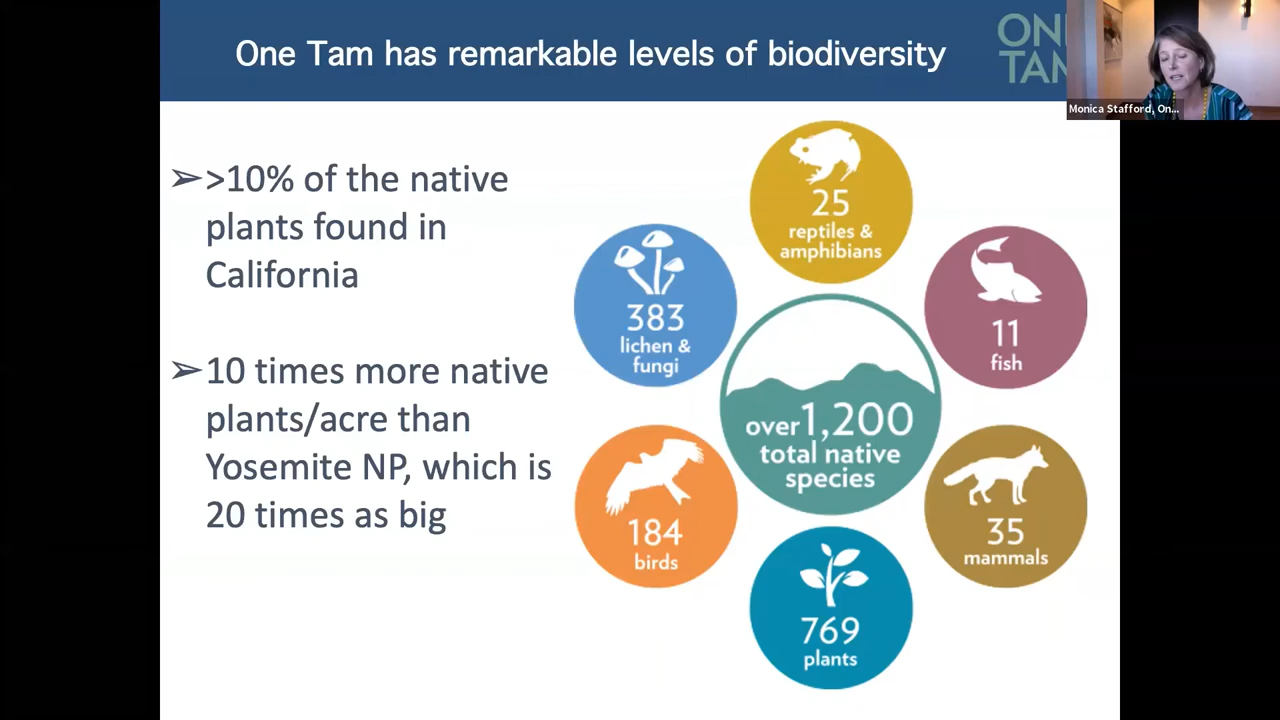 One Tam has remarkable levels of biodiversity
ON
TAM
Monica Stafford, On...
➢>10% of the native
plants found in
California
➢10 times more native
plants/acre than
Yosemite NP, which is
20 times as big
25
reptiles &
amphibians
383
lichen &
fungi
11
fish
over 1,200
total native
species
184
birds
35
mammals
769
plants